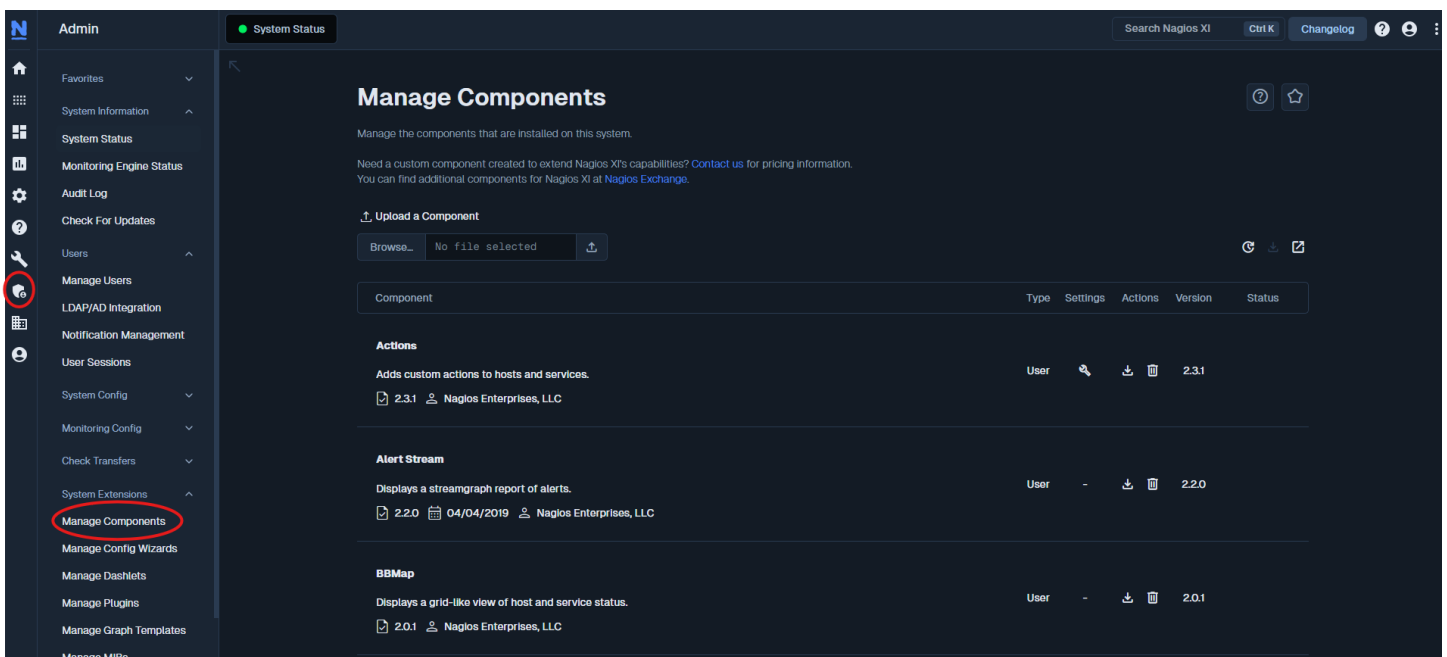 Admin
System Status
Search Nagios XI
Ctrl K
Changelog
Favorites
System Information
System Status
Monitoring Engine Status
Audit Log
Check For Updates
Users
Manage Users
LDAP/AD Integration
Notification Management
User Sessions
System Config
Monitoring Config
Check Transfers
System Extensions
Manage Components
Manage Config Wizards
Manage Dashlets
Manage Plugins
Manage Graph Templates
Manage MIBs
Manage Components
Manage the components that are installed on this system.
Need a custom component created to extend Nagios XI's capabilities? Contact us for pricing information.
You can find additional components for Nagios XI at Nagios Exchange.
Upload a Component
Browse… No file selected
Component Type Settings Actions Version Status
Actions
Adds custom actions to hosts and services.
User 2.3.1
2.3.1 Nagios Enterprises, LLC
Alert Stream
Displays a streamgraph report of alerts.
User - 2.2.0
2.2.0 04/04/2019 Nagios Enterprises, LLC
BBMap
Displays a grid-like view of host and service status.
User - 2.0.1
2.0.1 Nagios Enterprises, LLC